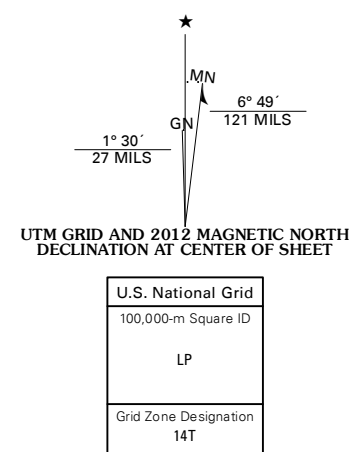 ★
MN
GN
6° 49´
121 MILS
1° 30´
27 MILS
UTM GRID AND 2012 MAGNETIC NORTH
DECLINATION AT CENTER OF SHEET
U.S. National Grid
100,000-m Square ID
LP
Grid Zone Designation
14T